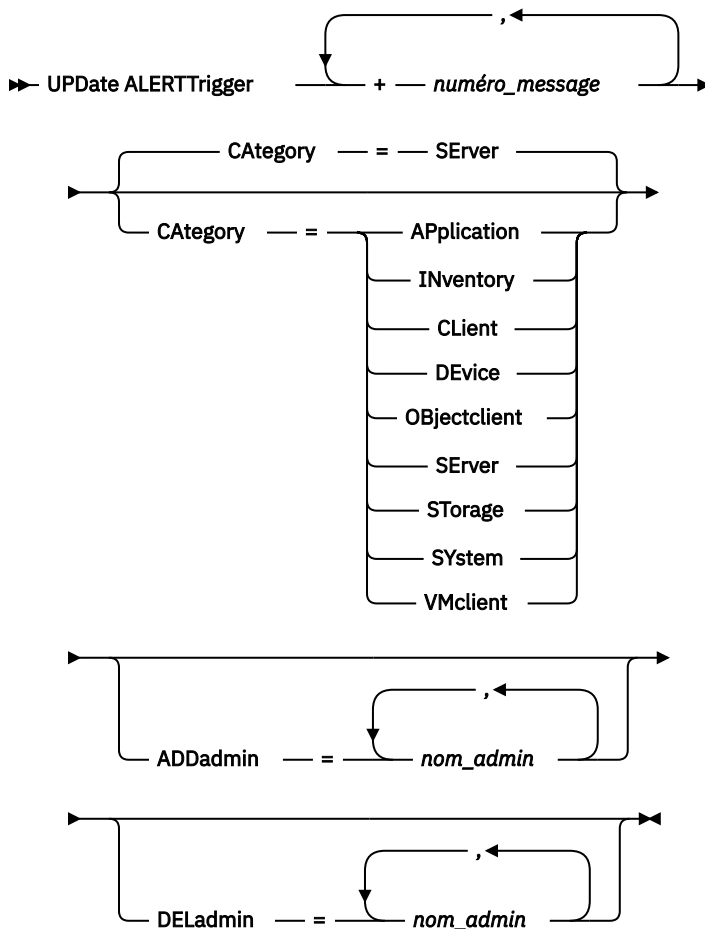 ,
UPDate ALERTTrigger + numéro_message
CAtegory = SErver
CAtegory = APplication
INventory
CLient
DEvice
OBjectclient
SErver
STorage
SYstem
VMclient
,
ADDadmin = nom_admin
,
DELadmin = nom_admin